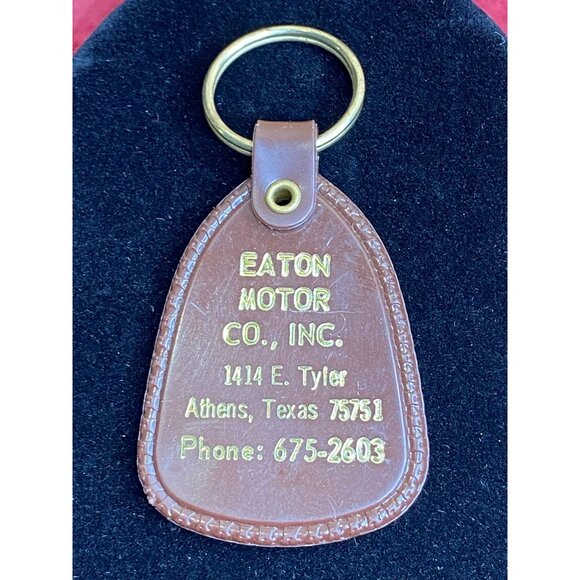 EATON
MOTOR
CO., INC.
1414 E. Tyler
Athens, Texas 75751
Phone: 675-2603